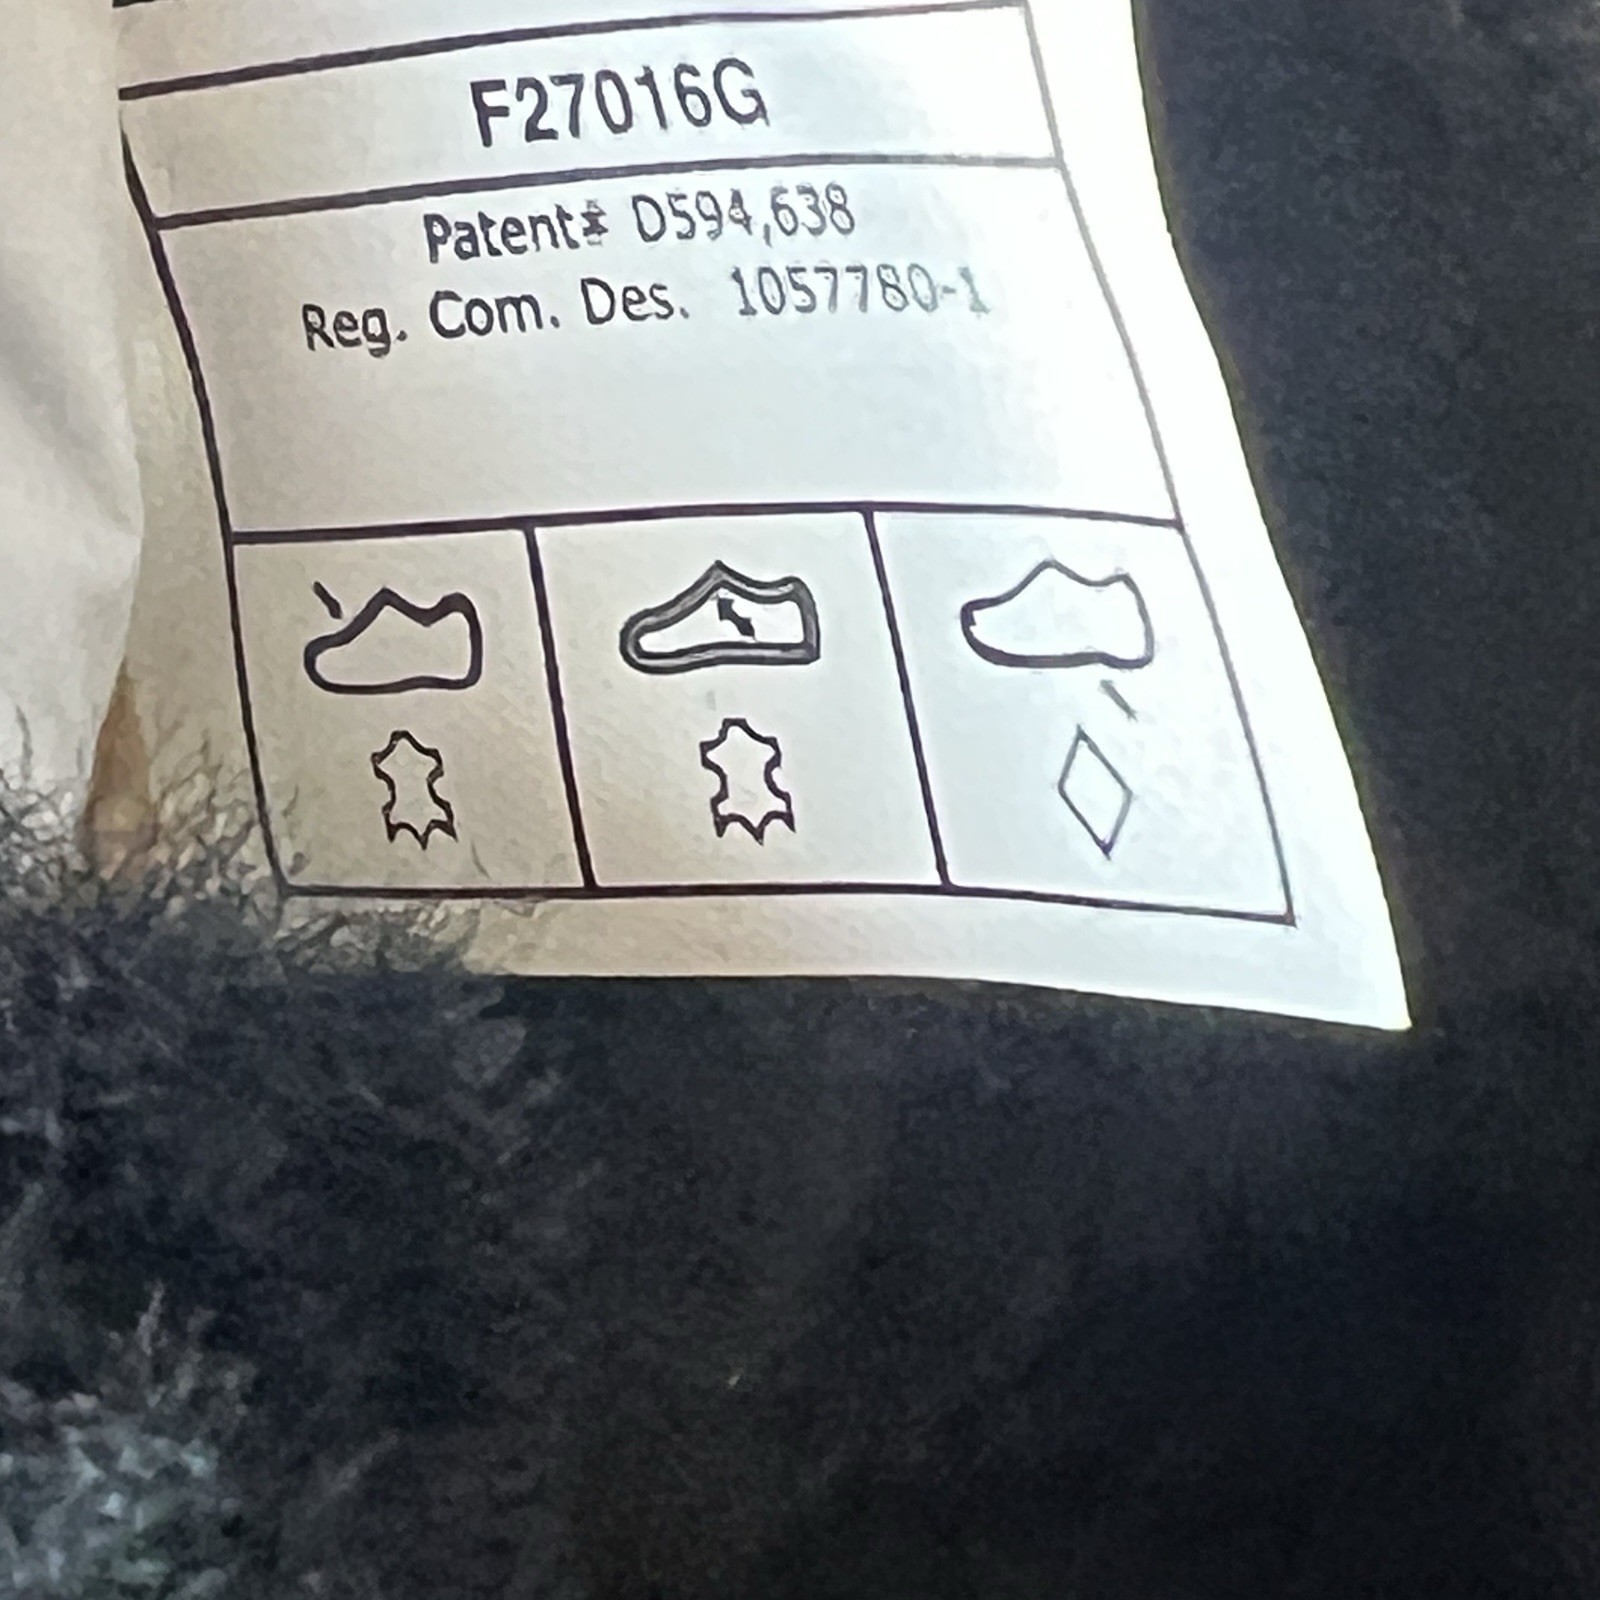 F27016G
Patent# D594,638
Reg. Com. Des. 1057780-1